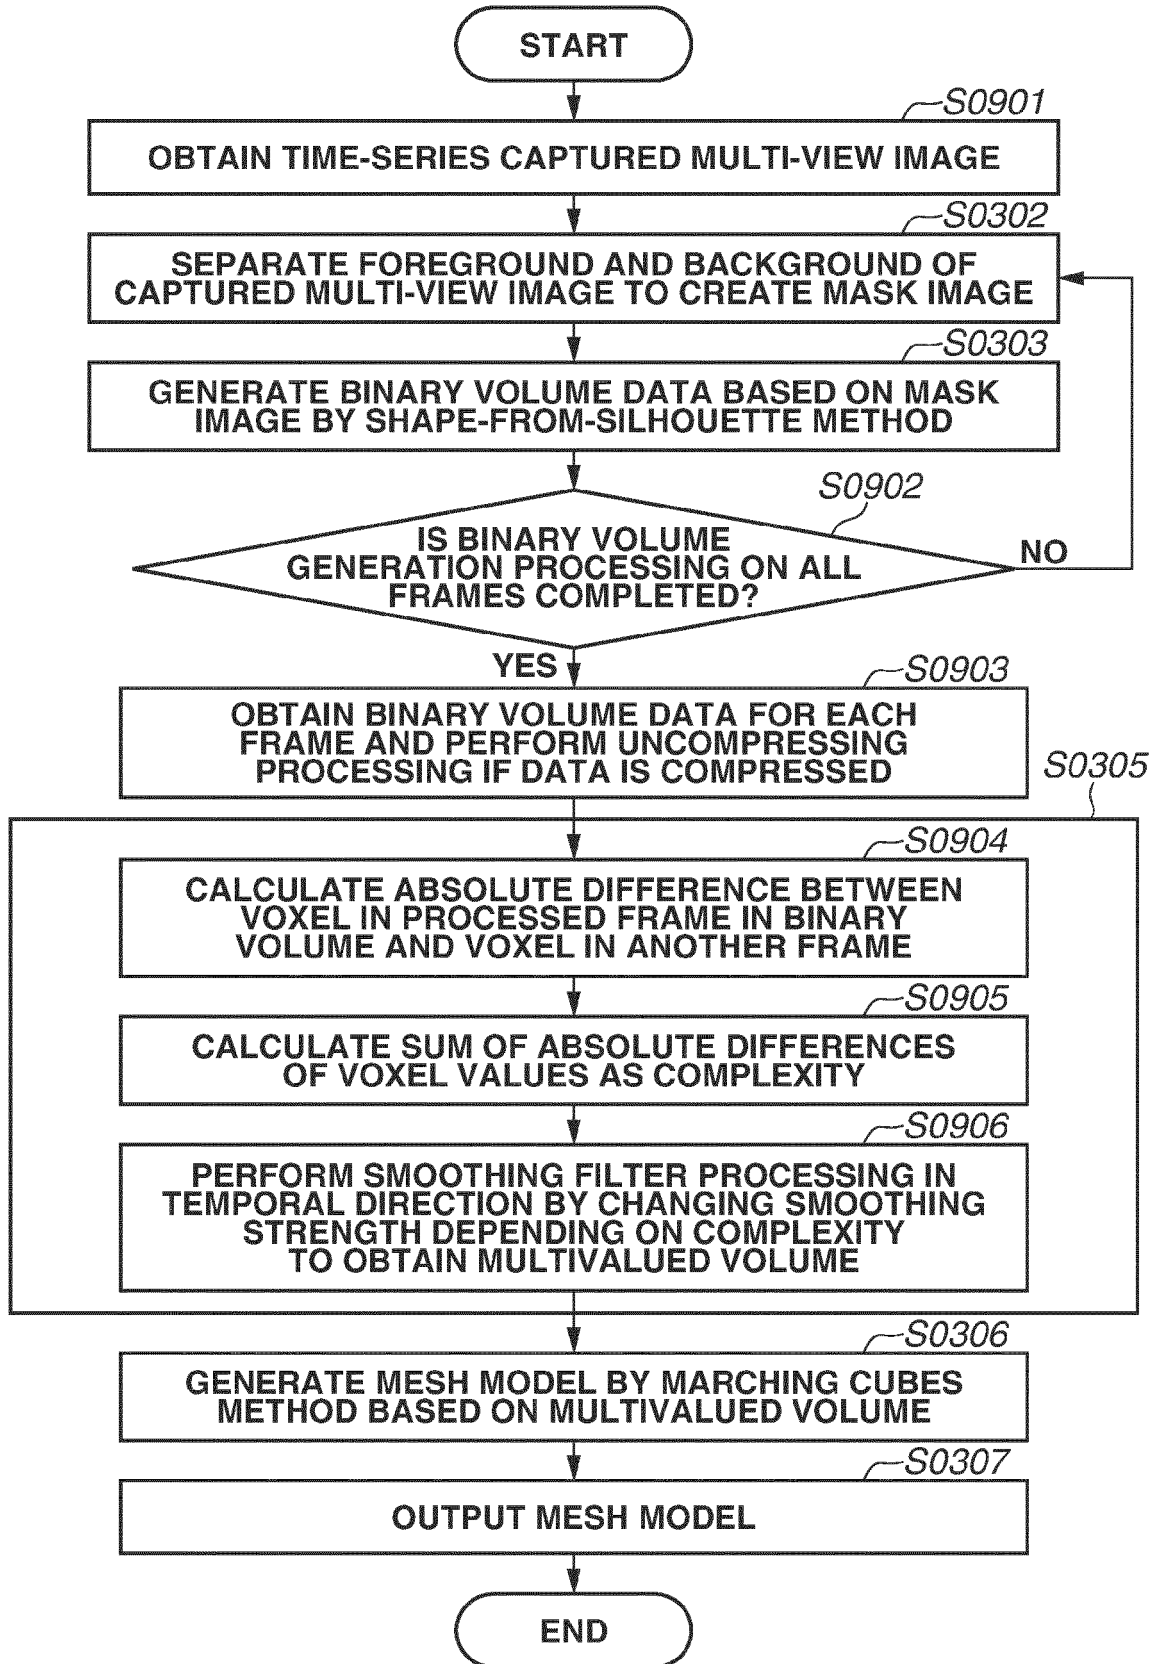 START
S0901
OBTAIN TIME-SERIES CAPTURED MULTI-VIEW IMAGE
S0302
SEPARATE FOREGROUND AND BACKGROUND OF
CAPTURED MULTI-VIEW IMAGE TO CREATE MASK IMAGE
S0303
GENERATE BINARY VOLUME DATA BASED ON MASK
IMAGE BY SHAPE-FROM-SILHOUETTE METHOD
S0902
IS BINARY VOLUME
GENERATION PROCESSING ON ALL
FRAMES COMPLETED?
NO
YES
S0903
OBTAIN BINARY VOLUME DATA FOR EACH
FRAME AND PERFORM UNCOMPRESSING
PROCESSING IF DATA IS COMPRESSED
S0305
S0904
CALCULATE ABSOLUTE DIFFERENCE BETWEEN
VOXEL IN PROCESSED FRAME IN BINARY
VOLUME AND VOXEL IN ANOTHER FRAME
S0905
CALCULATE SUM OF ABSOLUTE DIFFERENCES
OF VOXEL VALUES AS COMPLEXITY
S0906
PERFORM SMOOTHING FILTER PROCESSING IN
TEMPORAL DIRECTION BY CHANGING SMOOTHING
STRENGTH DEPENDING ON COMPLEXITY
TO OBTAIN MULTIVALUED VOLUME
S0306
GENERATE MESH MODEL BY MARCHING CUBES
METHOD BASED ON MULTIVALUED VOLUME
S0307
OUTPUT MESH MODEL
END